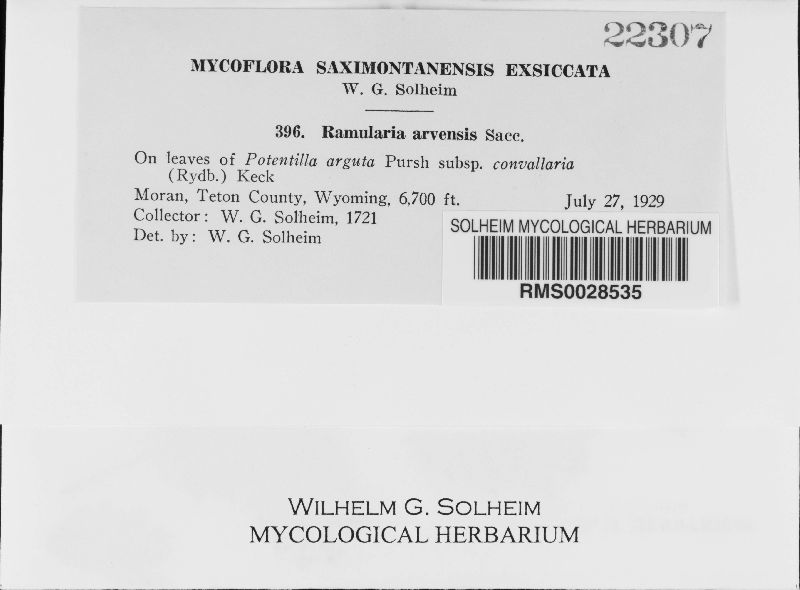 22307
MYCOFLORA SAXIMONTANENSIS EXSICCATA
W. G. Solheim
396. Ramularia arvensis Sacc.
On leaves of Potentilla arguta Pursh subsp. convallaria
(Rydb.) Keck
Moran, Teton County, Wyoming, 6,700 ft. July 27, 1929
Collector: W. G. Solheim, 1721
Det. by: W. G. Solheim
SOLHEIM MYCOLOGICAL HERBARIUM
RMS0028535
WILHELM G. SOLHEIM
MYCOLOGICAL HERBARIUM